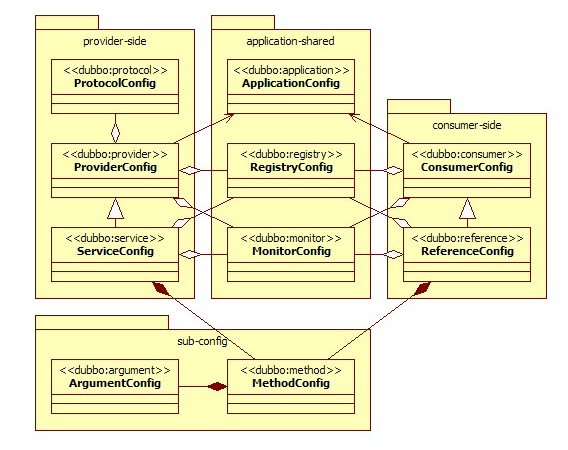 provider-side
application-shared
<<dubbo:protocol>>
ProtocolConfig
<<dubbo:application>>
ApplicationConfig
consumer-side
<<dubbo:provider>>
ProviderConfig
<<dubbo:registry>>
RegistryConfig
<<dubbo:consumer>>
ConsumerConfig
<<dubbo:service>>
ServiceConfig
<<dubbo:monitor>>
MonitorConfig
<<dubbo:reference>>
ReferenceConfig
sub-config
<<dubbo:argument>>
ArgumentConfig
<<dubbo:method>>
MethodConfig